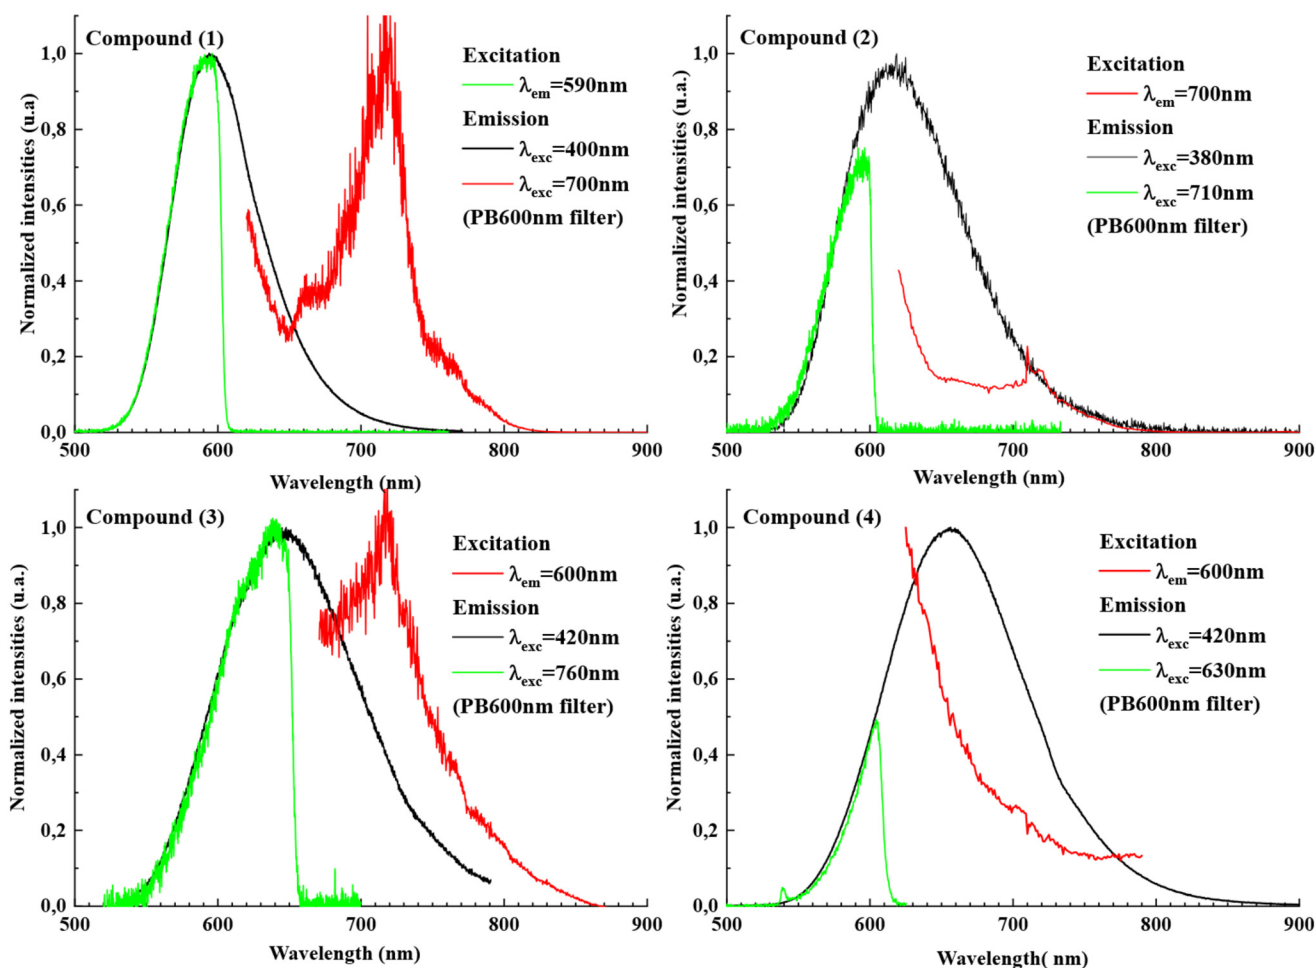 Compound (1)
Excitation
λem=590nm
Emission
λexc=400nm
λexc=700nm
(PB600nm filter)
Normalized intensities (u.a)
1,0
0,8
0,6
0,4
0,2
0,0
500 600 700 800 900
Wavelength (nm)
Compound (2)
Excitation
λem=700nm
Emission
λexc=380nm
λexc=710nm
(PB600nm filter)
Normalized intensities (u.a.)
1,0
0,8
0,6
0,4
0,2
0,0
500 600 700 800 900
Wavelength (nm)
Compound (3)
Excitation
λem=600nm
Emission
λexc=420nm
λexc=760nm
(PB600nm filter)
Normalized intensities (u.a.)
1,0
0,8
0,6
0,4
0,2
0,0
500 600 700 800 900
Wavelength (nm)
Compound (4)
Excitation
λem=600nm
Emission
λexc=420nm
λexc=630nm
(PB600nm filter)
Normalized intensities (u.a.)
1,0
0,8
0,6
0,4
0,2
0,0
500 600 700 800 900
Wavelength( nm)